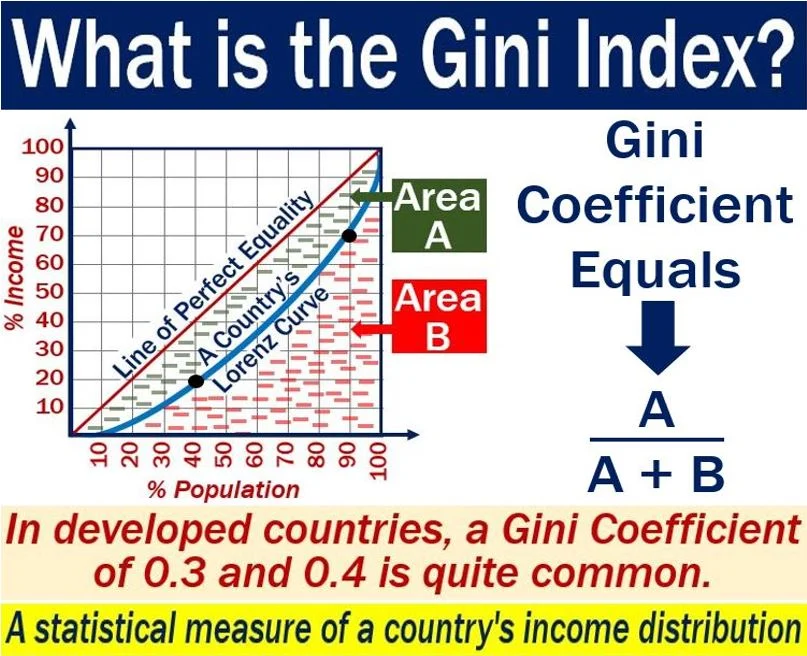 What is the Gini Index?
100
90
80
70
60
50
40
30
20
10
% Income
Line of Perfect Equality
A Country's
Lorenz Curve
Area
A
Area
B
10
20
30
40
50
60
70
80
90
100
% Population
Gini
Coefficient
Equals
A
A + B
In developed countries, a Gini Coefficient
of 0.3 and 0.4 is quite common.
A statistical measure of a country's income distribution